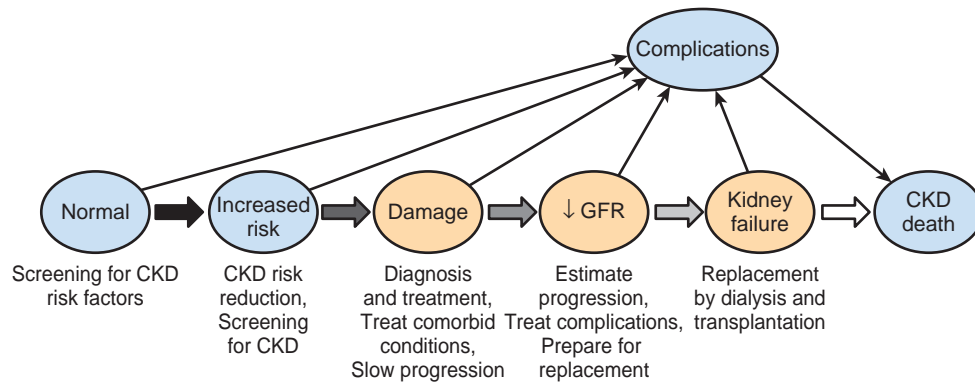 Complications
Normal
Increased
risk
Damage
↓ GFR
Kidney
failure
CKD
death
Screening for CKD
risk factors
CKD risk
reduction,
Screening
for CKD
Diagnosis
and treatment,
Treat comorbid
conditions,
Slow progression
Estimate
progression,
Treat complications,
Prepare for
replacement
Replacement
by dialysis and
transplantation